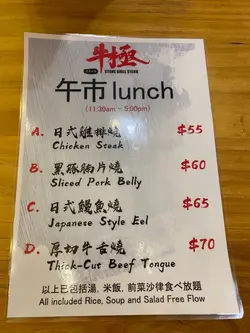 牛極
STONE GRILL STEAK
午市 lunch
(11:30am - 5:00pm)
A. 日式雞排燒 $55
Chicken Steak
B. 黑豚腩片燒 $60
Sliced Pork Belly
C. 日式鰻魚燒 $65
Japanese Style Eel
D. 厚切牛舌燒 $70
Thick-Cut Beef Tongue
以上已包括湯、米飯，前菜沙律食べ放題
All included Rice, Soup and Salad Free Flow